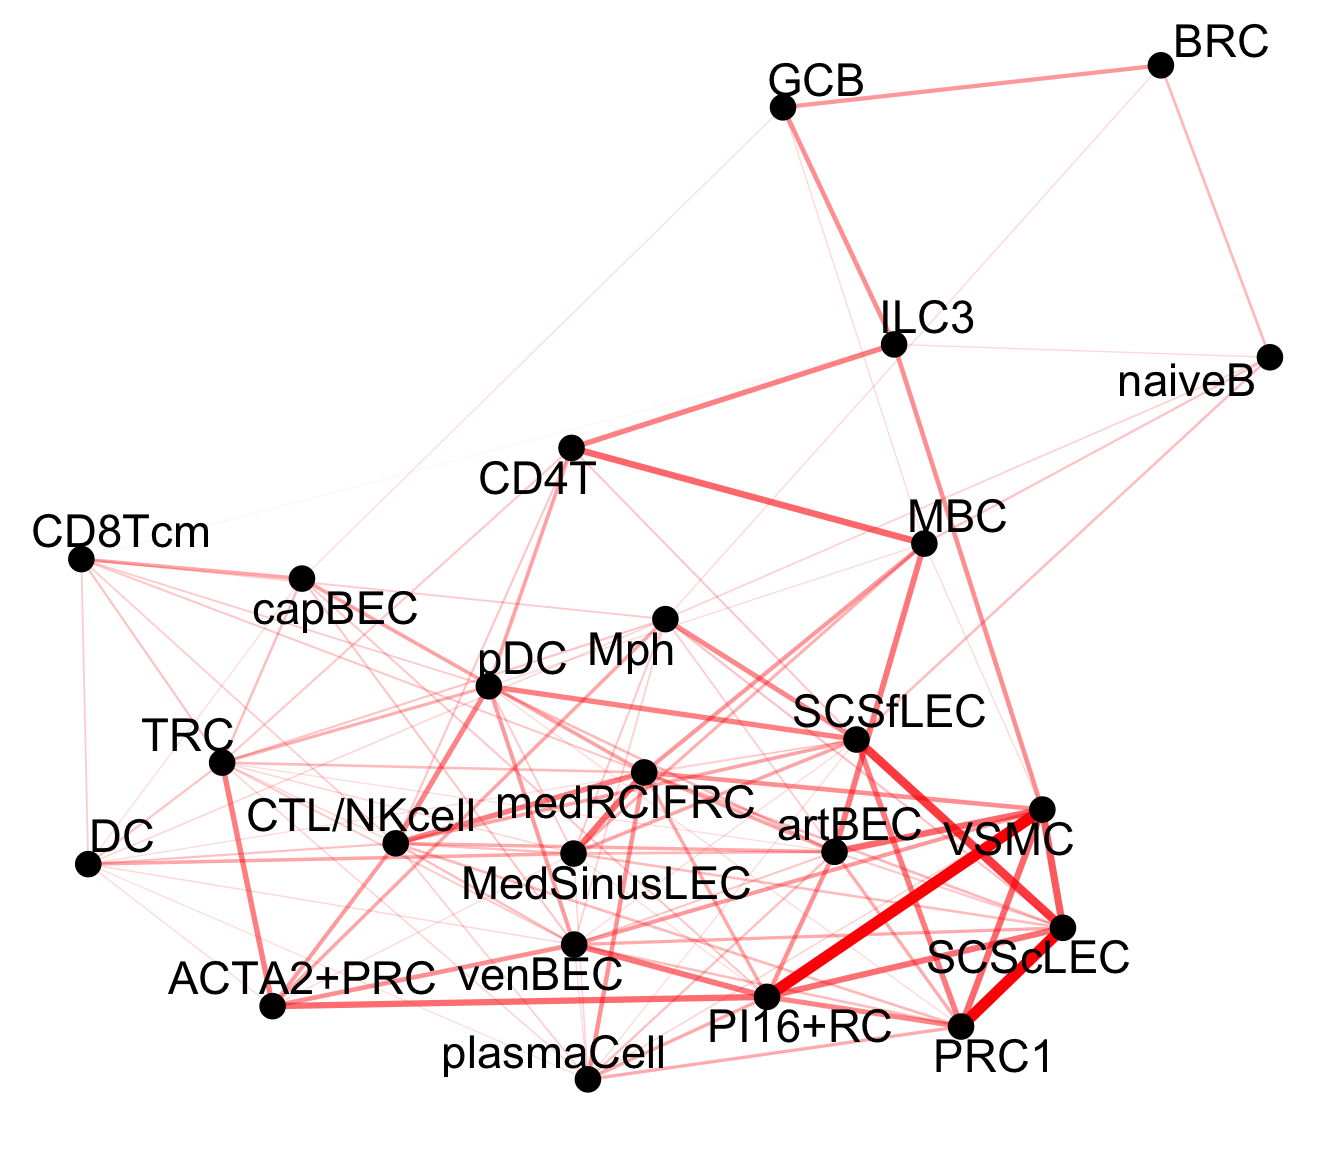 BRC
GCB
ILC3
naiveB
CD4T
MBC
CD8Tcm
capBEC
Mph
pDC
SCSfLEC
TRC
medRCIFRC
CTL/NKcell
artBEC
VSMC
DC
MedSinusLEC
SCScLEC
venBEC
ACTA2+PRC
PI16+RC
plasmaCell
PRC1